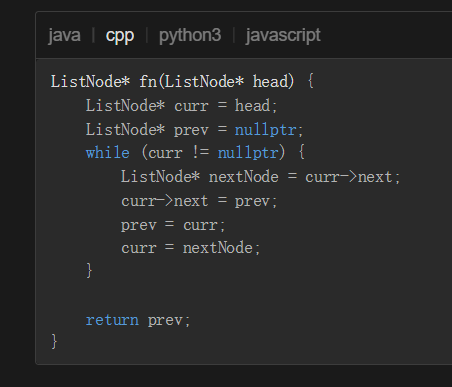 java | cpp | python3 | javascript
ListNode* fn(ListNode* head) {
    ListNode* curr = head;
    ListNode* prev = nullptr;
    while (curr != nullptr) {
        ListNode* nextNode = curr->next;
        curr->next = prev;
        prev = curr;
        curr = nextNode;
    }

    return prev;
}